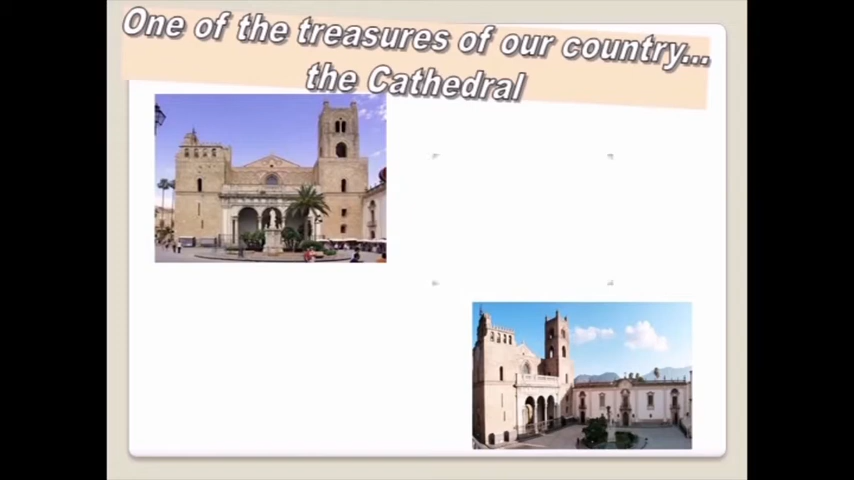 One of the treasures of our country...
the Cathedral